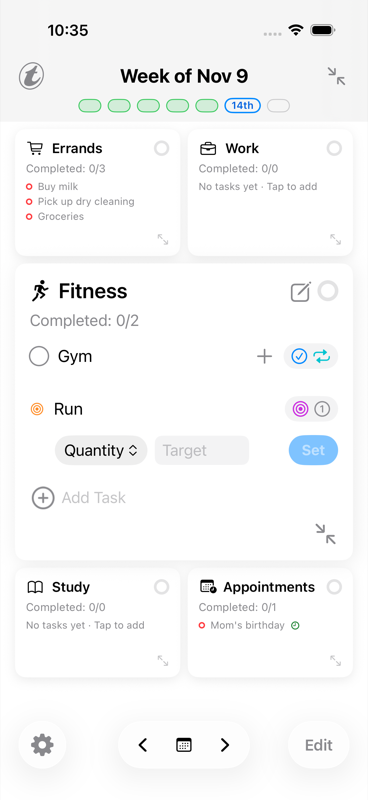 10:35
t
Week of Nov 9
14th
Errands
Completed: 0/3
Buy milk
Pick up dry cleaning
Groceries
Work
Completed: 0/0
No tasks yet · Tap to add
Fitness
Completed: 0/2
Gym
Run
1
Quantity
Target
Set
Add Task
Study
Completed: 0/0
No tasks yet · Tap to add
Appointments
Completed: 0/1
Mom's birthday
Edit